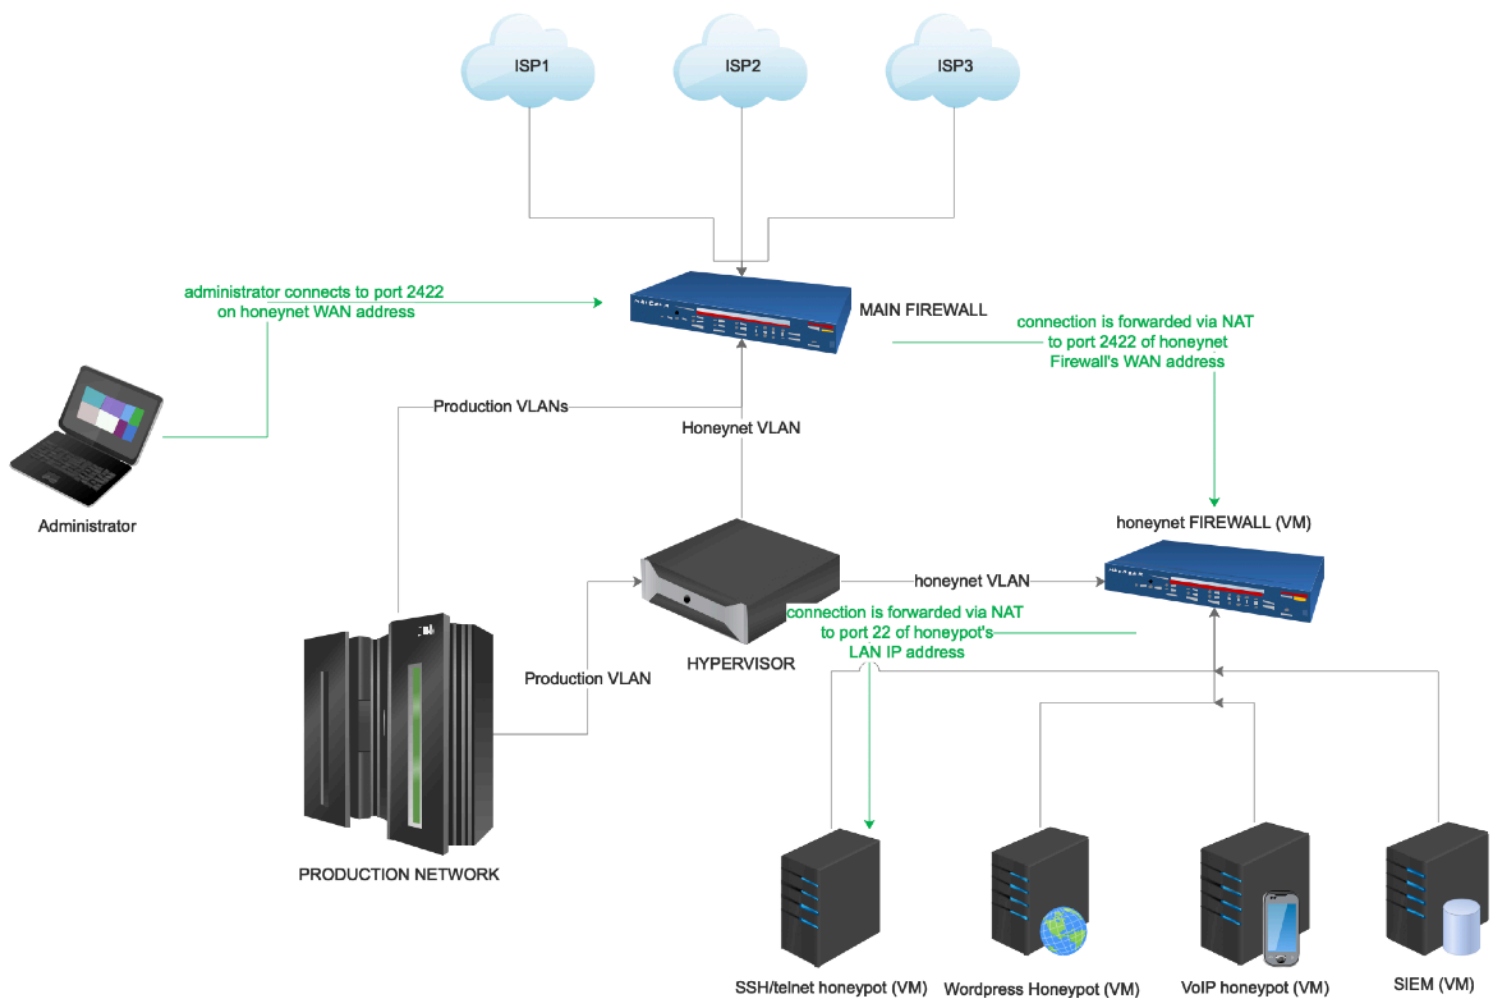 ISP1
ISP2
ISP3
administrator connects to port 2422
on honeynet WAN address
MAIN FIREWALL
connection is forwarded via NAT
to port 2422 of honeynet
Firewall's WAN address
Production VLANs
Honeynet VLAN
Administrator
honeynet FIREWALL (VM)
honeynet VLAN
connection is forwarded via NAT
to port 22 of honeypot's
LAN IP address
HYPERVISOR
Production VLAN
PRODUCTION NETWORK
SSH/telnet honeypot (VM)
Wordpress Honeypot (VM)
VoIP honeypot (VM)
SIEM (VM)